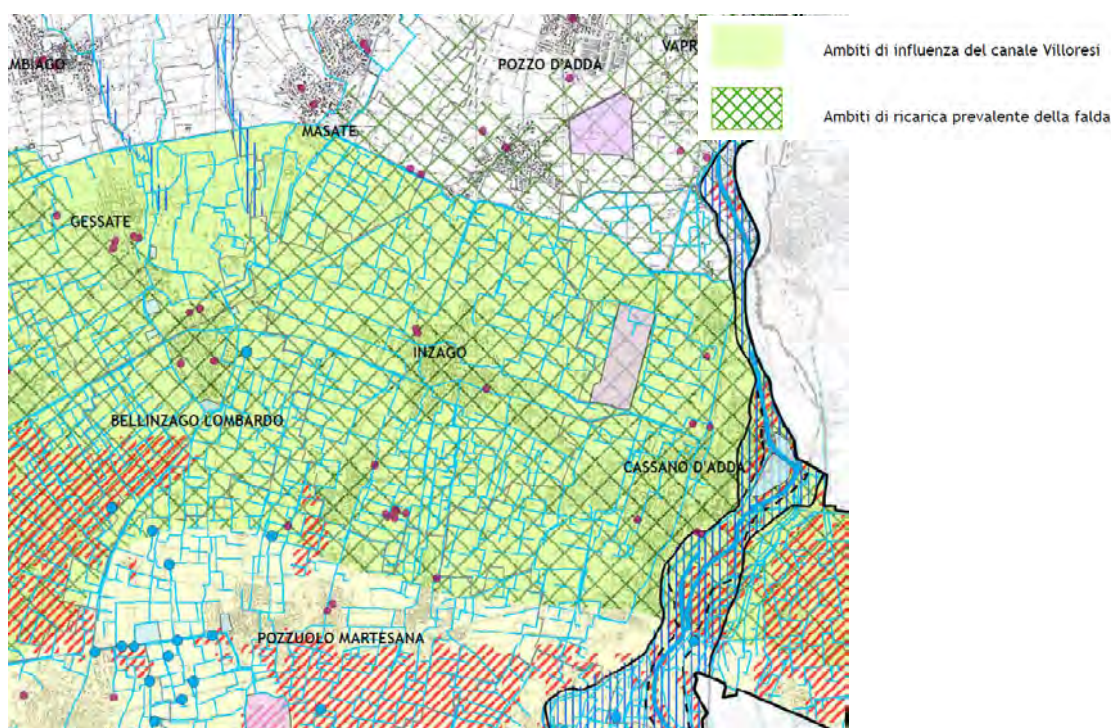 MBIAGO
POZZO D'ADDA
VAPR
MASATE
GESSATE
INZAGO
BELLINZAGO LOMBARDO
CASSANO D'ADDA
POZZUOLO MARTESANA
Ambiti di influenza del canale Villoresi
Ambiti di ricarica prevalente della falda